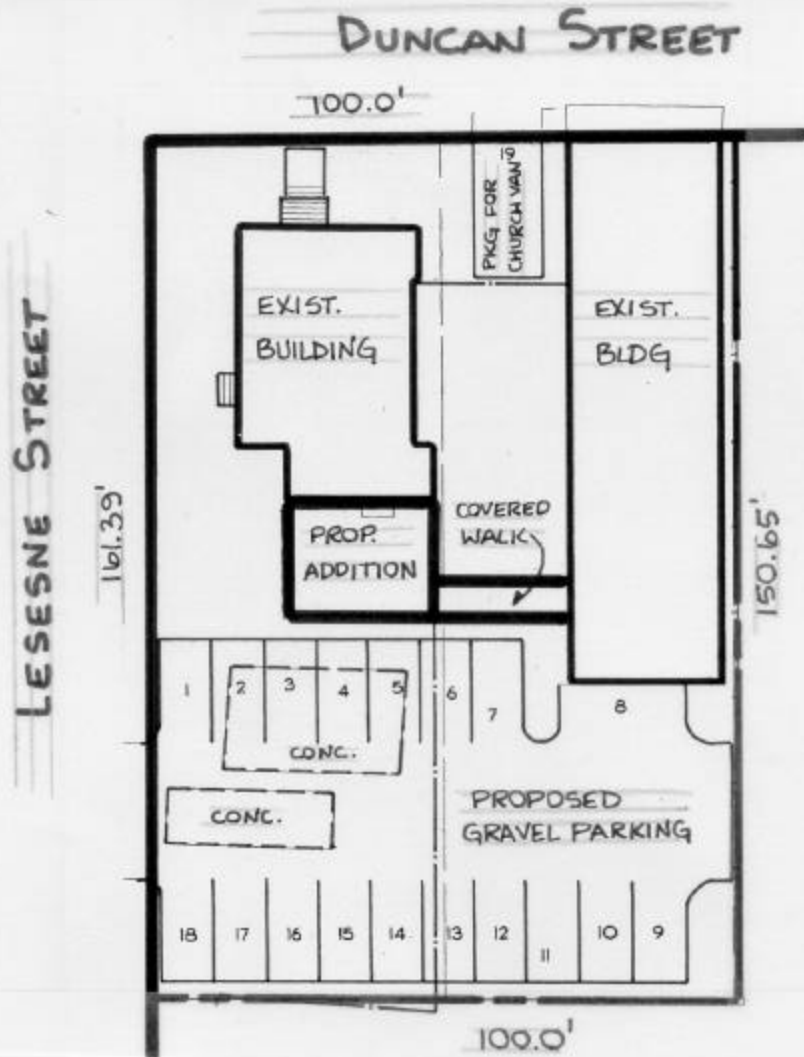 DUNCAN STREET
100.0'
LESESNE STREET
161.39'
150.65'
PKG FOR
CHURCH VAN
EXIST.
BUILDING
EXIST.
BLDG
COVERED
WALK
PROP.
ADDITION
1
2
3
4
5
6
7
8
CONC.
CONC.
PROPOSED
GRAVEL PARKING
18
17
16
15
14
13
12
11
10
9
100.0'